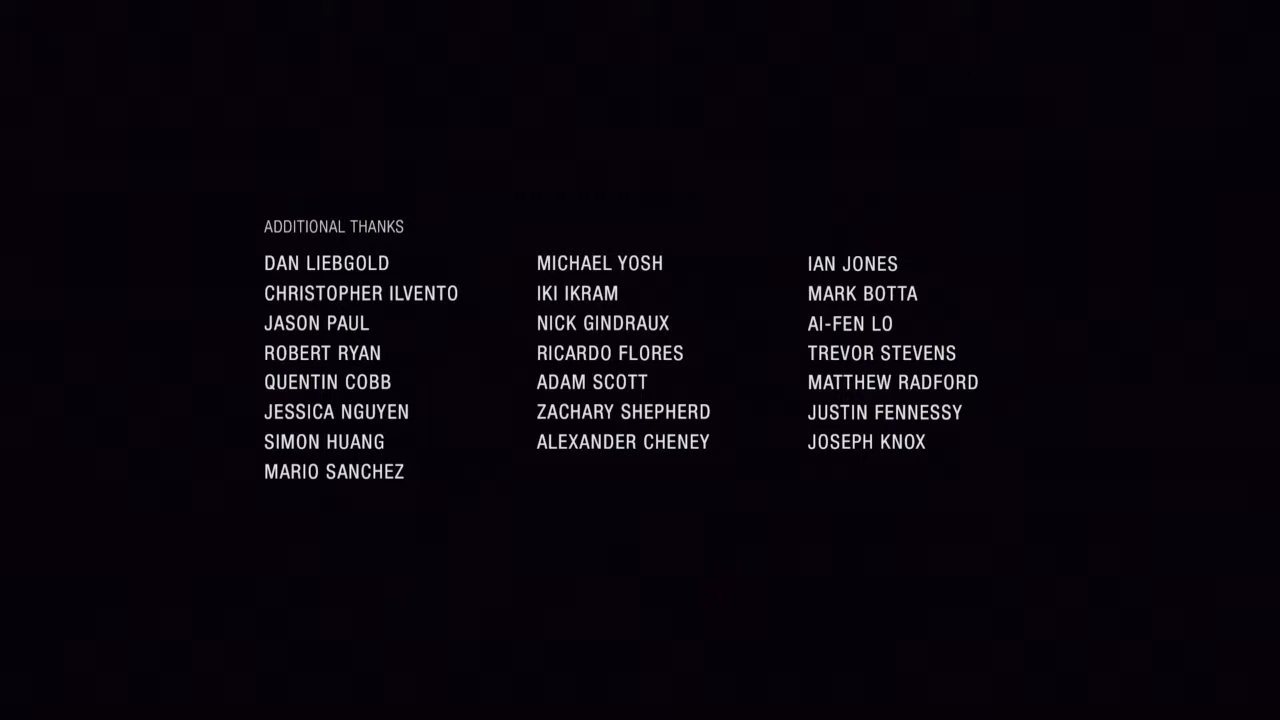 ADDITIONAL THANKS
DAN LIEBGOLD
CHRISTOPHER ILVENTO
JASON PAUL
ROBERT RYAN
QUENTIN COBB
JESSICA NGUYEN
SIMON HUANG
MARIO SANCHEZ
MICHAEL YOSH
IKI IKRAM
NICK GINDRAUX
RICARDO FLORES
ADAM SCOTT
ZACHARY SHEPHERD
ALEXANDER CHENEY
IAN JONES
MARK BOTTA
AI-FEN LO
TREVOR STEVENS
MATTHEW RADFORD
JUSTIN FENNESSY
JOSEPH KNOX